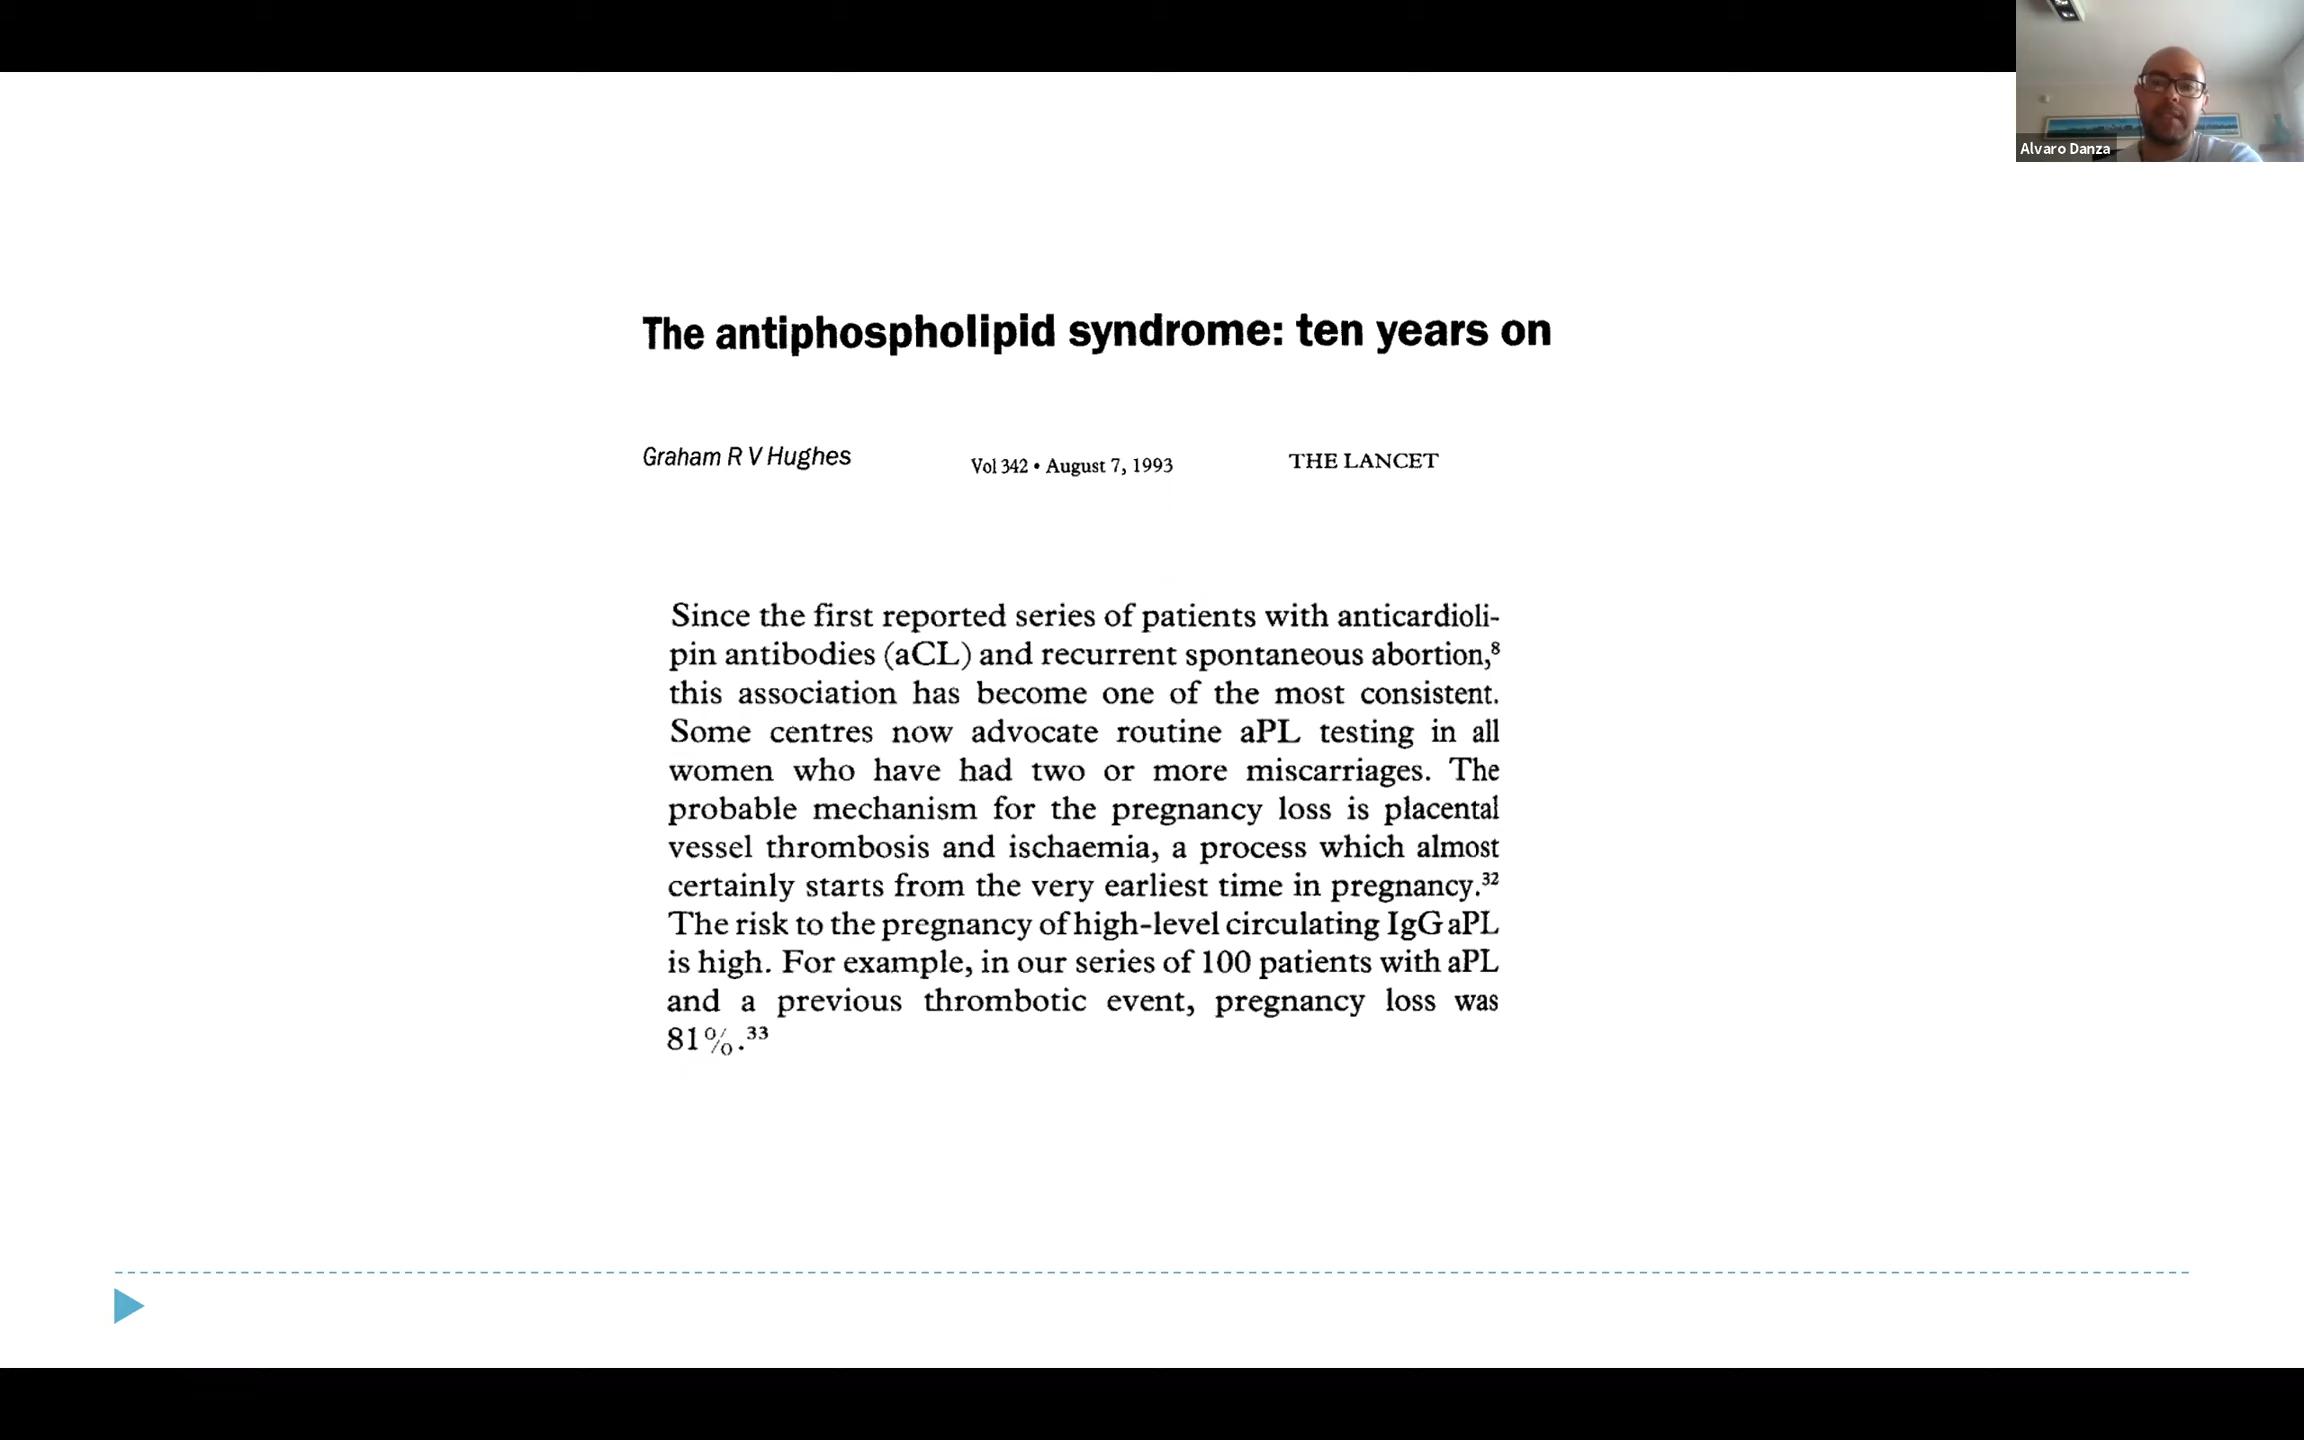 Alvaro Danza
The antiphospholipid syndrome: ten years on
Graham R V Hughes
Vol 342 • August 7, 1993
THE LANCET
Since the first reported series of patients with anticardioli-
pin antibodies (aCL) and recurrent spontaneous abortion,⁸
this association has become one of the most consistent.
Some centres now advocate routine aPL testing in all
women who have had two or more miscarriages. The
probable mechanism for the pregnancy loss is placental
vessel thrombosis and ischaemia, a process which almost
certainly starts from the very earliest time in pregnancy.³²
The risk to the pregnancy of high-level circulating IgG aPL
is high. For example, in our series of 100 patients with aPL
and a previous thrombotic event, pregnancy loss was
81%.³³